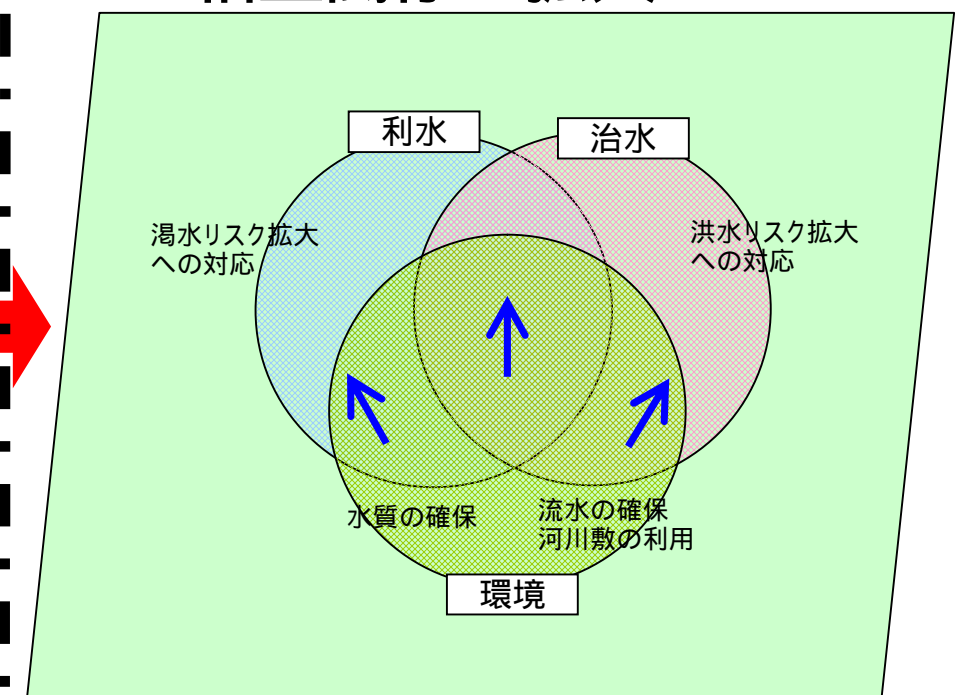 利水
治水
渇水リスク拡大
への対応
洪水リスク拡大
への対応
水質の確保
流水の確保
河川敷の利用
環境